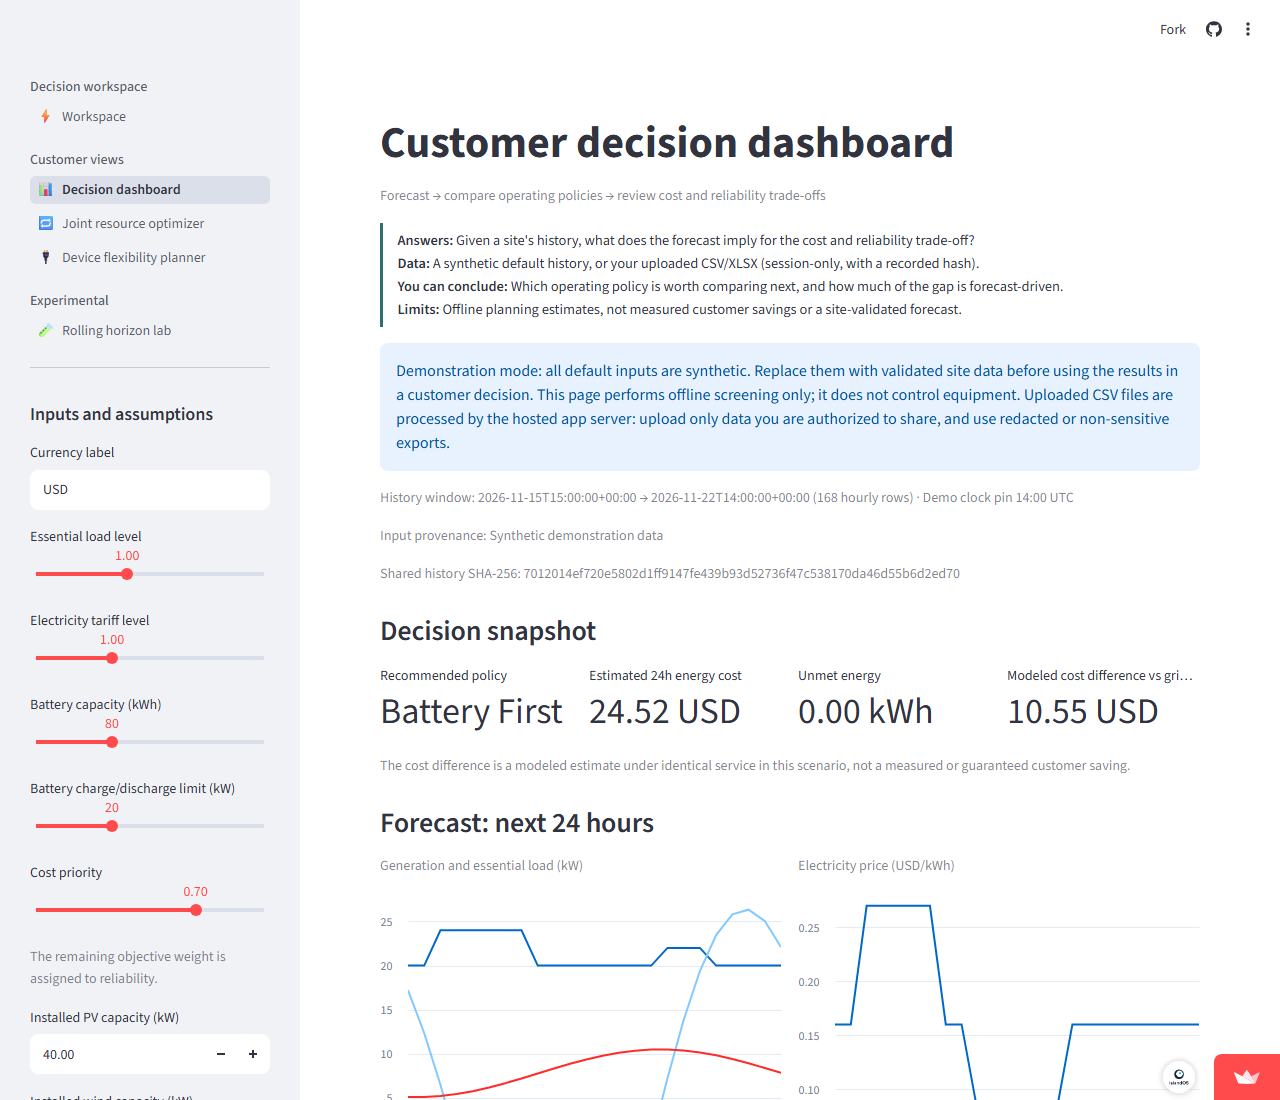 Fork
Decision workspace
Workspace
Customer views
Decision dashboard
Joint resource optimizer
Device flexibility planner
Experimental
Rolling horizon lab
Inputs and assumptions
Currency label
USD
Essential load level
1.00
Electricity tariff level
1.00
Battery capacity (kWh)
80
Battery charge/discharge limit (kW)
20
Cost priority
0.70
The remaining objective weight is
assigned to reliability.
Installed PV capacity (kW)
40.00
Installed wind capacity (kW)
Customer decision dashboard
Forecast → compare operating policies → review cost and reliability trade-offs
Answers: Given a site's history, what does the forecast imply for the cost and reliability trade-off?
Data: A synthetic default history, or your uploaded CSV/XLSX (session-only, with a recorded hash).
You can conclude: Which operating policy is worth comparing next, and how much of the gap is forecast-driven.
Limits: Offline planning estimates, not measured customer savings or a site-validated forecast.
Demonstration mode: all default inputs are synthetic. Replace them with validated site data before using the results in
a customer decision. This page performs offline screening only; it does not control equipment. Uploaded CSV files are
processed by the hosted app server: upload only data you are authorized to share, and use redacted or non-sensitive
exports.
History window: 2026-11-15T15:00:00+00:00 → 2026-11-22T14:00:00+00:00 (168 hourly rows) · Demo clock pin 14:00 UTC
Input provenance: Synthetic demonstration data
Shared history SHA-256: 7012014ef720e5802d1ff9147fe439b93d52736f47c538170da46d55b6d2ed70
Decision snapshot
Recommended policy
Battery First
Estimated 24h energy cost
24.52 USD
Unmet energy
0.00 kWh
Modeled cost difference vs gri...
10.55 USD
The cost difference is a modeled estimate under identical service in this scenario, not a measured or guaranteed customer saving.
Forecast: next 24 hours
Generation and essential load (kW)
25
20
15
10
5
Electricity price (USD/kWh)
0.25
0.20
0.15
0.10
IslandOS